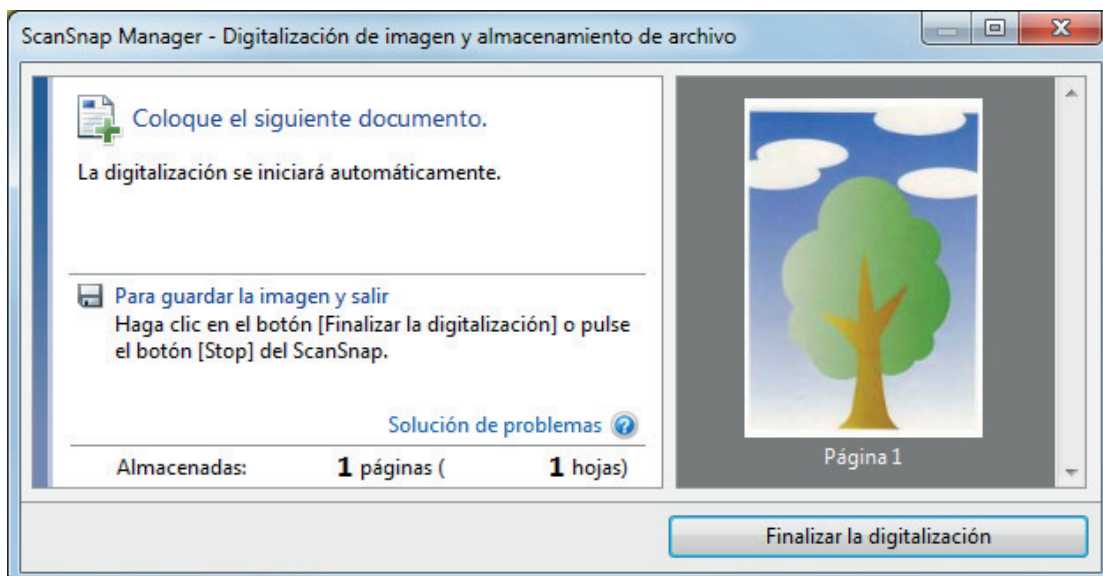 ScanSnap Manager - Digitalización de imagen y almacenamiento de archivo
Coloque el siguiente documento.
La digitalización se iniciará automáticamente.
Para guardar la imagen y salir
Haga clic en el botón [Finalizar la digitalización] o pulse
el botón [Stop] del ScanSnap.
Solución de problemas
Almacenadas: 1 páginas ( 1 hojas)
Página 1
Finalizar la digitalización